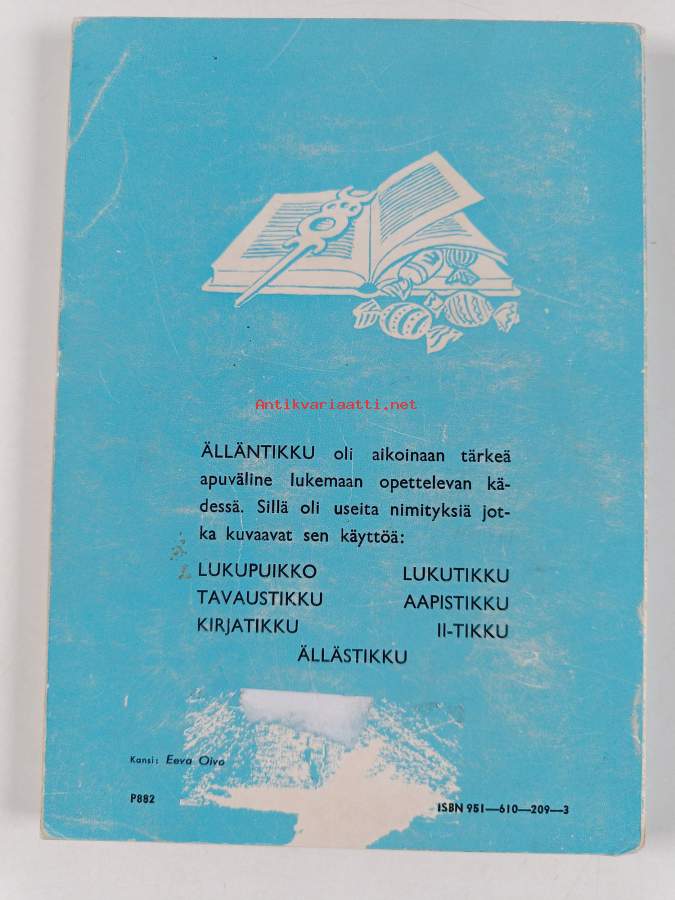 Antikvariaatti.net
ÄLLÄNTIKKU oli aikoinaan tärkeä
apuväline lukemaan opettelevan kä-
dessä. Sillä oli useita nimityksiä jot-
ka kuvaavat sen käyttöä:
LUKUPUIKKO LUKUTIKKU
TAVAUSTIKKU AAPISTIKKU
KIRJATIKKU II-TIKKU
ÄLLÄSTIKKU
Kansi: Eeva Oivo
P882
ISBN 951—610—209—3